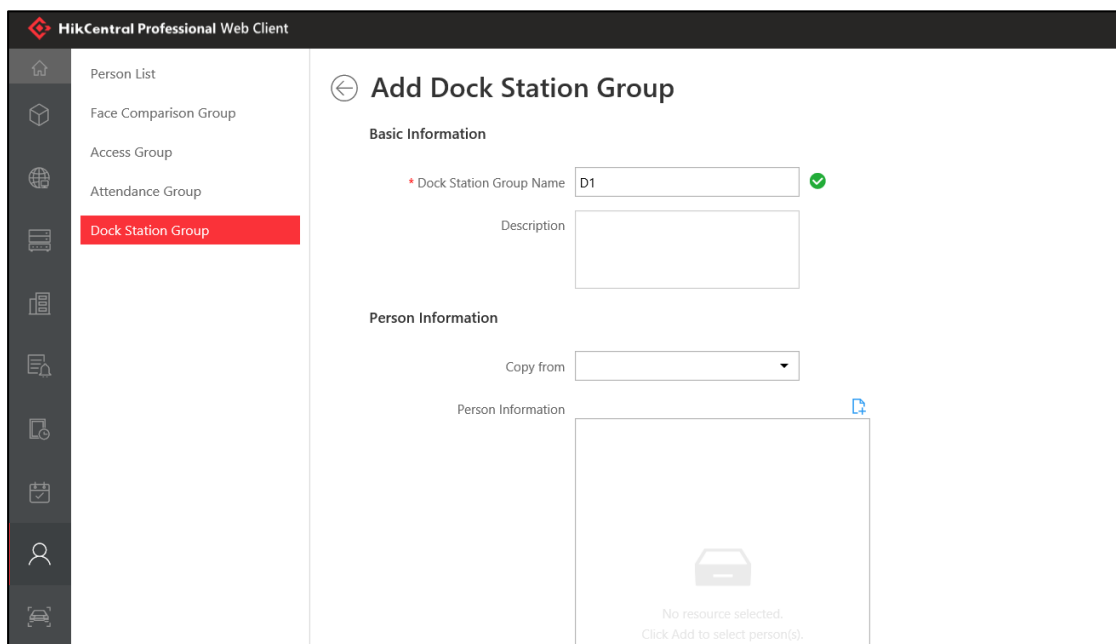 HikCentral Professional Web Client
Person List
Face Comparison Group
Access Group
Attendance Group
Dock Station Group
Add Dock Station Group
Basic Information
* Dock Station Group Name D1
Description
Person Information
Copy from
Person Information
No resource selected.
Click Add to select person(s).